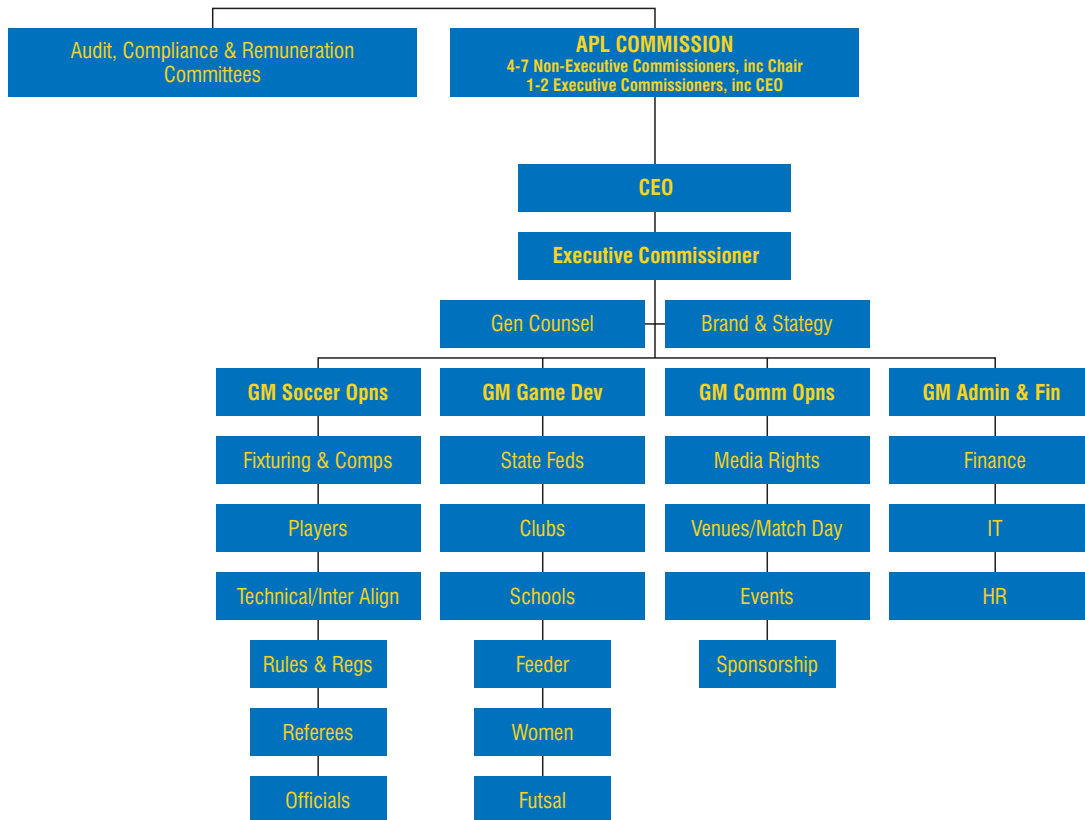 Audit, Compliance & Remuneration
Committees
APL COMMISSION
4-7 Non-Executive Commissioners, inc Chair
1-2 Executive Commissioners, inc CEO
CEO
Executive Commissioner
Gen Counsel
Brand & Stategy
GM Soccer Opns
GM Game Dev
GM Comm Opns
GM Admin & Fin
Fixturing & Comps
State Feds
Media Rights
Finance
Players
Clubs
Venues/Match Day
IT
Technical/Inter Align
Schools
Events
HR
Rules & Regs
Feeder
Sponsorship
Referees
Women
Officials
Futsal